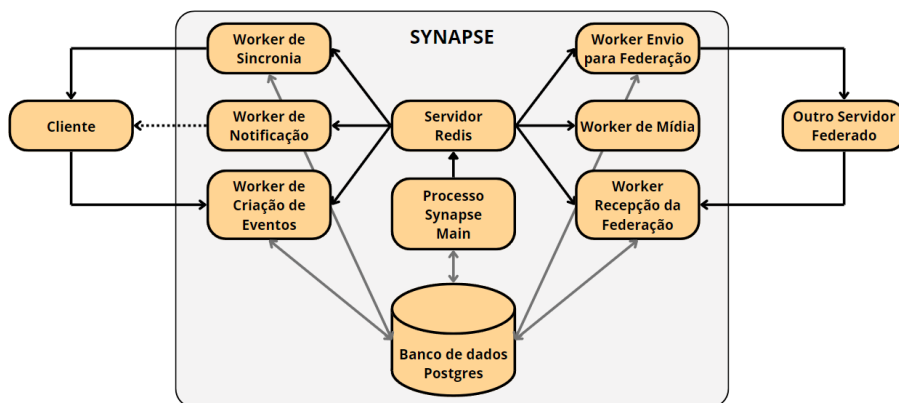 SYNAPSE
Worker de
Sincronia
Worker Envio
para Federação
Cliente
Worker de
Notificação
Servidor
Redis
Worker de Mídia
Outro Servidor
Federado
Worker de
Criação de
Eventos
Processo
Synapse
Main
Worker
Recepção da
Federação
Banco de dados
Postgres